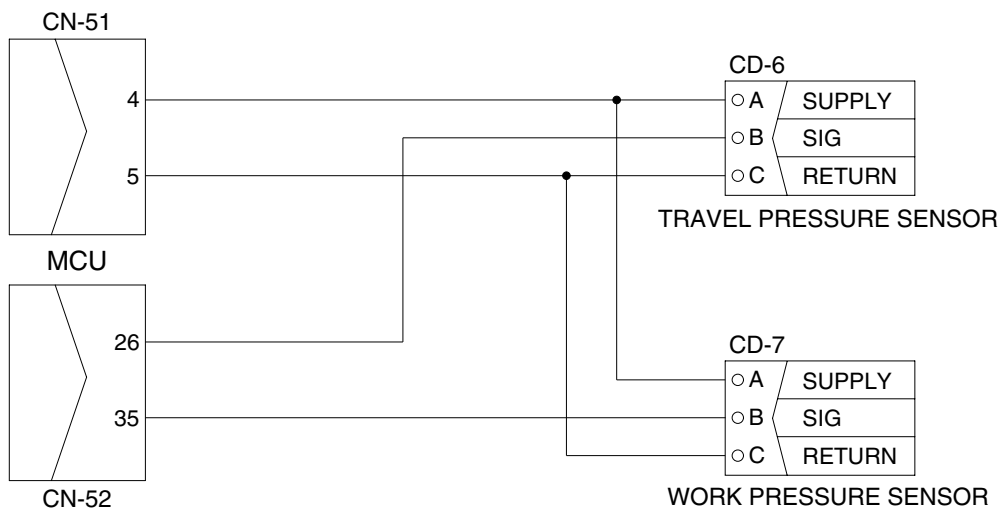 CN-51
4
5
MCU
26
35
CN-52
CD-6
A SUPPLY
B SIG
C RETURN
TRAVEL PRESSURE SENSOR
CD-7
A SUPPLY
B SIG
C RETURN
WORK PRESSURE SENSOR